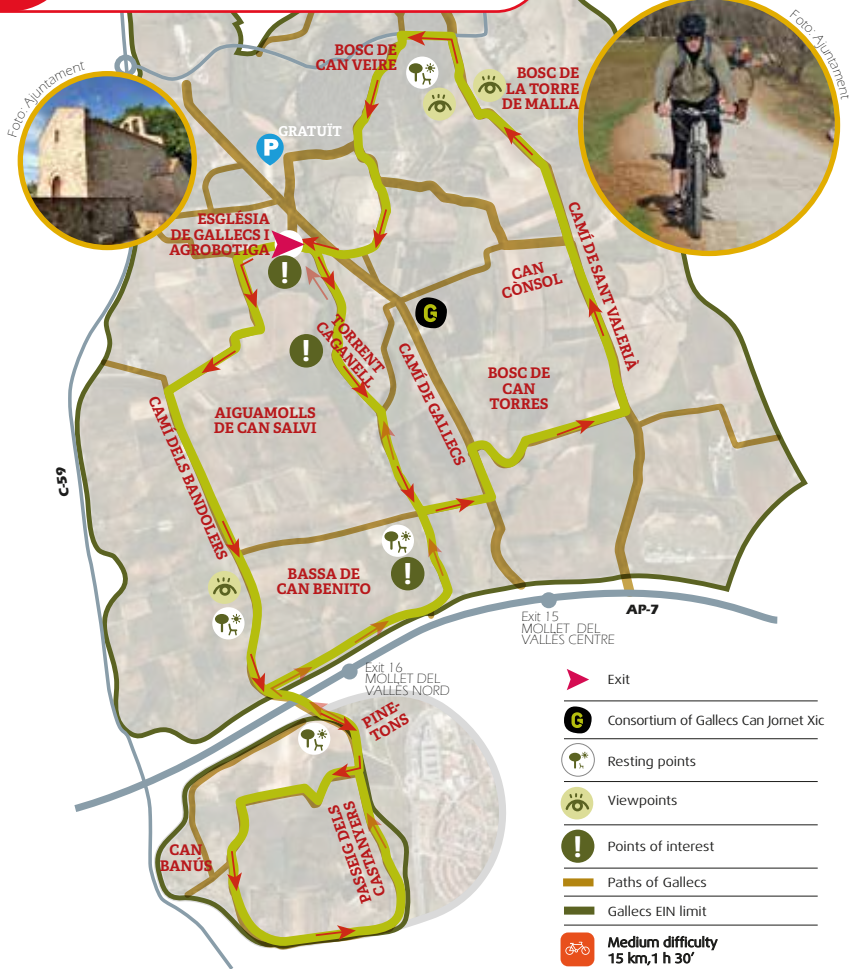 Foto: Ajuntament
Foto: Ajuntament
BOSC DE
CAN VEIRE
BOSC DE
LA TORRE
DE MALLA
P
GRATUÏT
ESGLÉSIA
DE GALLECS I
AGROBOTIGA
!
CAMÍ DE SANT VALERIÀ
CAN
CÒNSOL
G
!
TORRENT
CAGANELL
CAMÍ DE GALLECS
BOSC DE
CAN
TORRES
AIGUAMOLLS
DE CAN SALVI
CAMÍ DELS BANDOLERS
C-59
BASSA DE
CAN BENITO
!
AP-7
Exit 15
MOLLET DEL
VALLÈS CENTRE
Exit 16
MOLLET DEL
VALLÈS NORD
PINE-
TONS
PASSEIG DELS
CASTANYERS
CAN
BANÚS
Exit
G
Consortium of Gallecs Can Jornet Xic
Resting points
Viewpoints
!
Points of interest
Paths of Gallecs
Gallecs EIN limit
Medium difficulty
15 km,1 h 30’